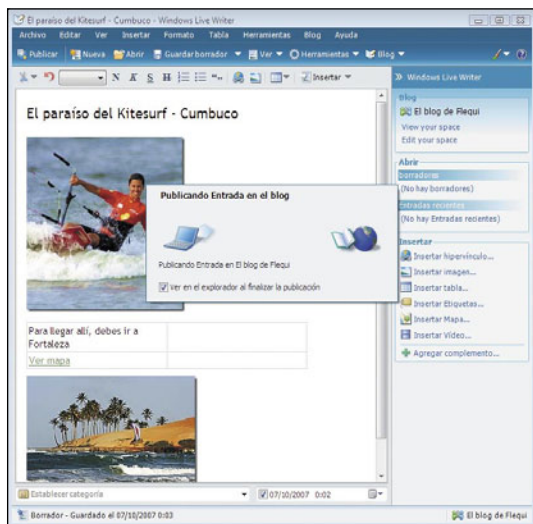 El paraíso del Kitesurf - Cumbuco - Windows Live Writer
Archivo Editar Ver Insertar Formato Tabla Herramientas Blog Ayuda
Publicar Nueva Abrir Guardar borrador Ver Herramientas Blog
N K S H Insertar
Windows Live Writer
El paraíso del Kitesurf - Cumbuco
Blog
El blog de Flequi
View your space
Edit your space
Abrir
borradores
(No hay borradores)
Entradas recientes
(No hay Entradas recientes)
Insertar
Insertar hipervínculo...
Insertar imagen...
Insertar tabla...
Insertar Etiquetas...
Insertar Mapa...
Insertar Vídeo...
Agregar complemento...
Publicando Entrada en el blog
Publicando Entrada en El blog de Flequi
Ver en el explorador al finalizar la publicación
Para llegar allí, debes ir a
Fortaleza
Ver mapa
Establecer categoría
07/10/2007 0:02
Borrador - Guardado el 07/10/2007 0:03
El blog de Flequi